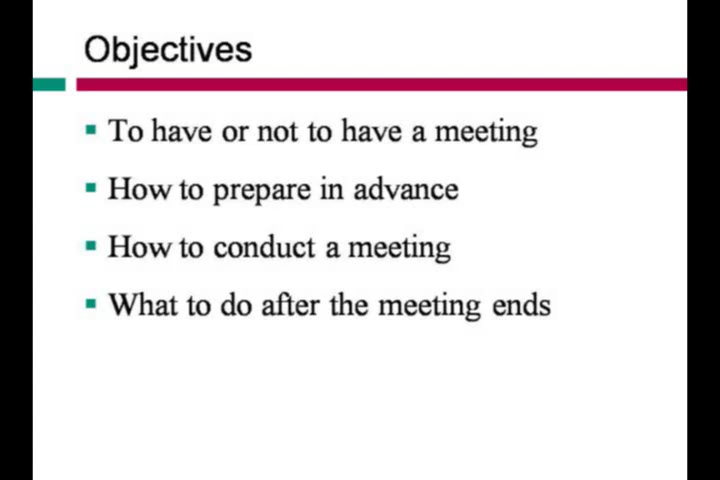 Objectives
To have or not to have a meeting
How to prepare in advance
How to conduct a meeting
What to do after the meeting ends